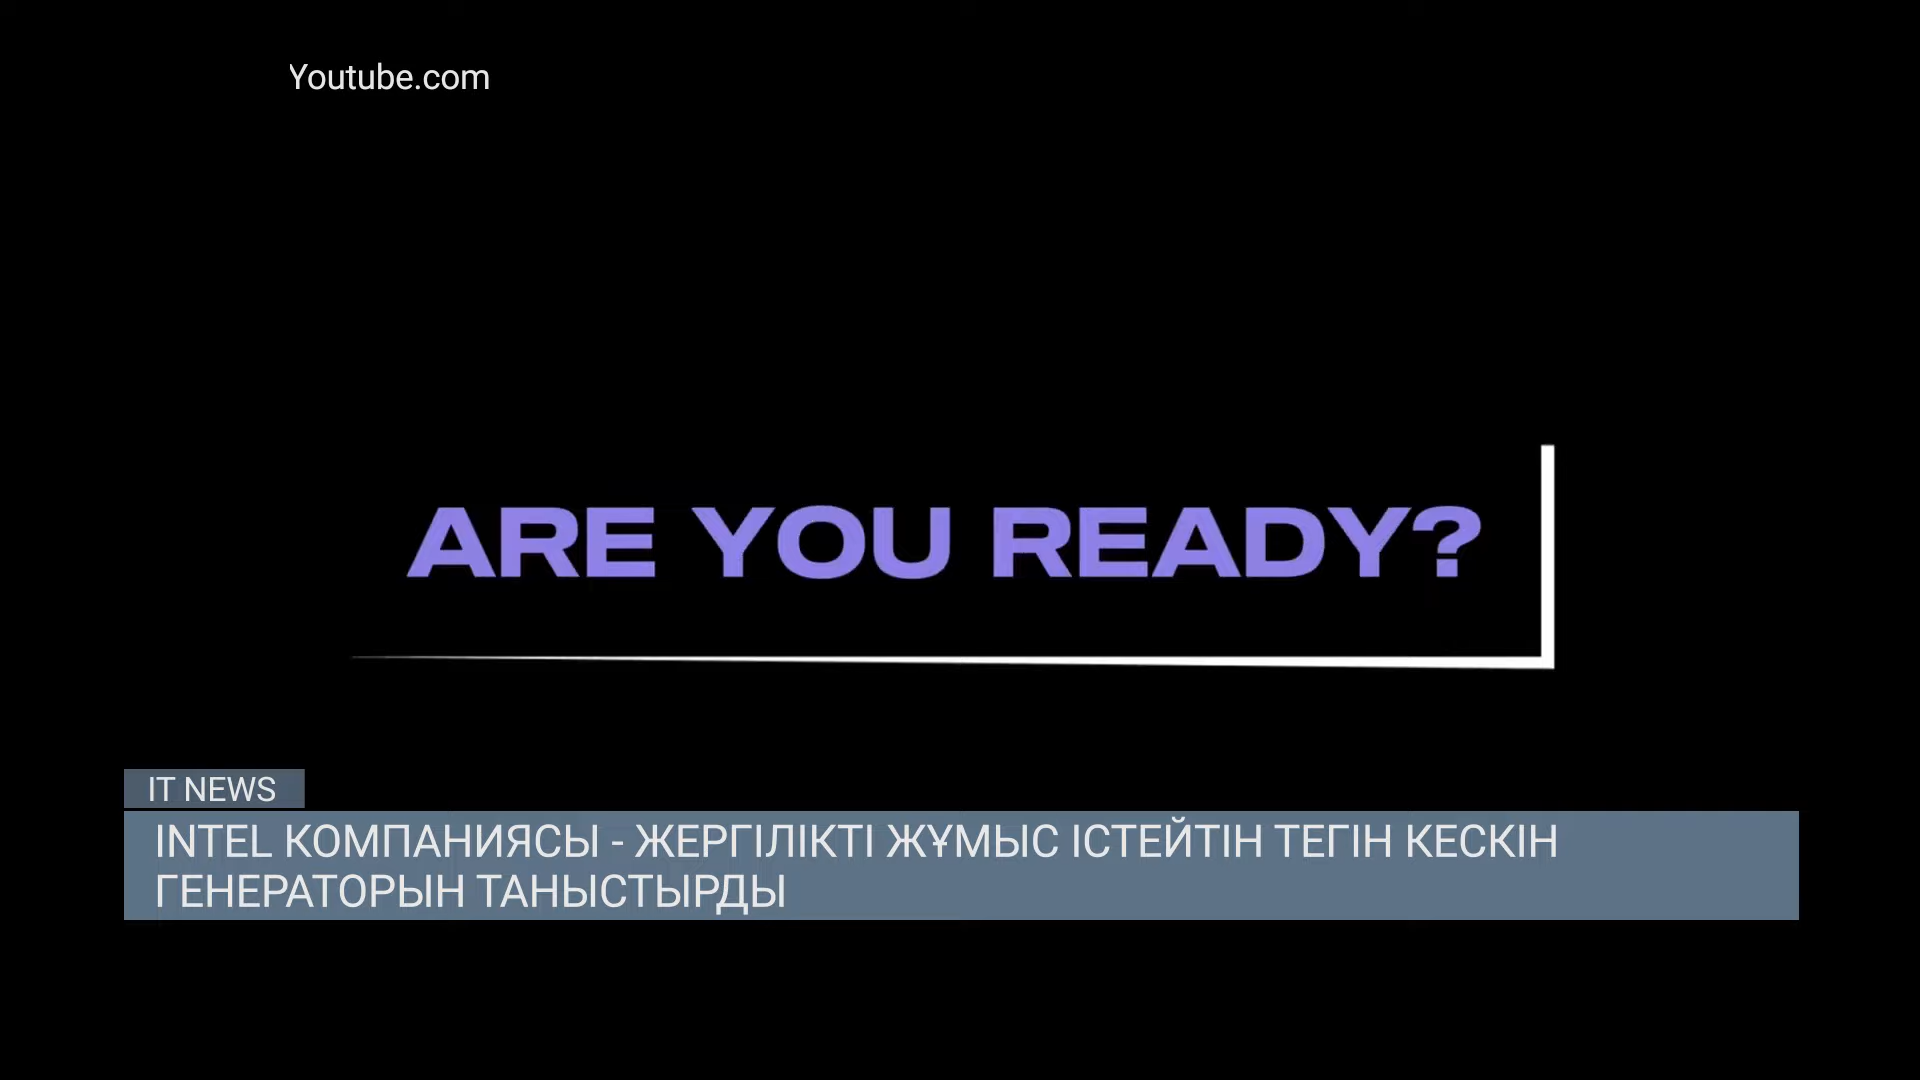 Youtube.com
ARE YOU READY?
IT NEWS
INTEL КОМПАНИЯСЫ - ЖЕРГІЛІКТІ ЖҰМЫС ІСТЕЙТІН ТЕГІН КЕСКІН
ГЕНЕРАТОРЫН ТАНЫСТЫРДЫ